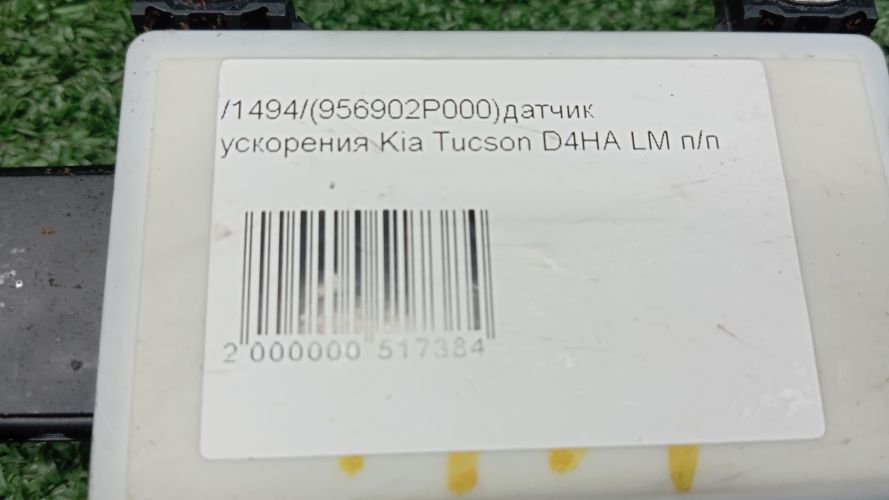 /1494/(956902P000)датчик
ускорения Kia Tucson D4HA LM п/п
2 000000 517384